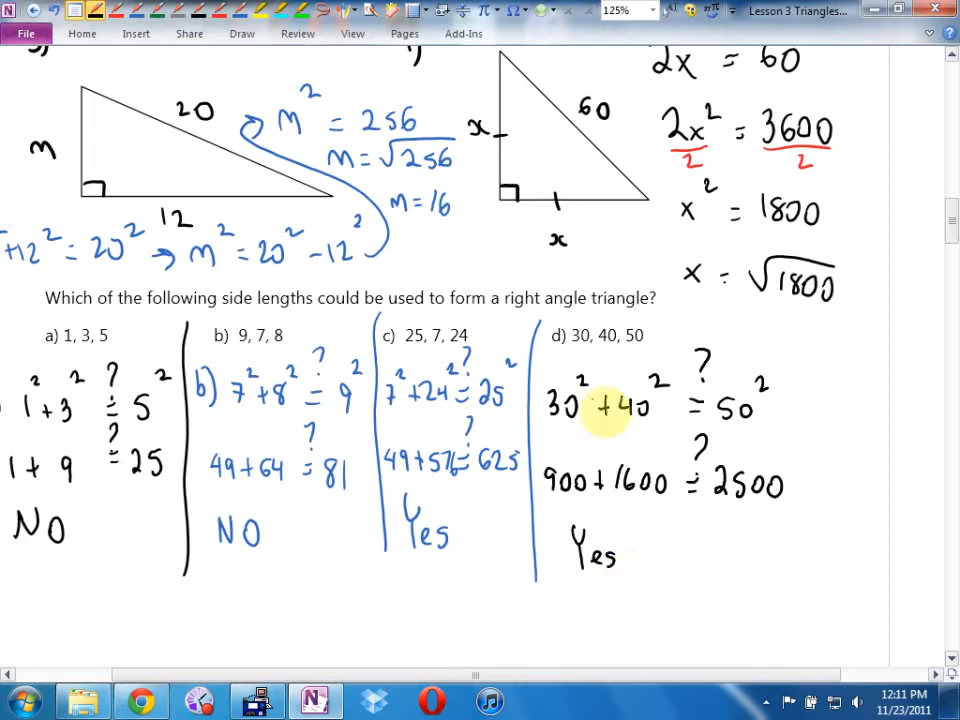 125%
Lesson 3 Triangles...
File Home Insert Share Draw Review View Pages Add-Ins
20
m
12
m² = 256
m = √256
m = 16
+12² = 20² → m² = 20² - 12²
60
x
x
2x = 60
2x² = 3600
2 2
x² = 1800
x = √1800
Which of the following side lengths could be used to form a right angle triangle?
a) 1, 3, 5
1² + 3² ≟ 5²
1 + 9 ≟ 25
NO
b) 9, 7, 8
b) 7² + 8² ≟ 9²
49 + 64 ≟ 81
NO
c) 25, 7, 24
7² + 24² ≟ 25²
49 + 576 ≟ 625
Yes
d) 30, 40, 50
30² + 40² ≟ 50²
900 + 1600 ≟ 2500
Yes
12:11 PM
11/23/2011